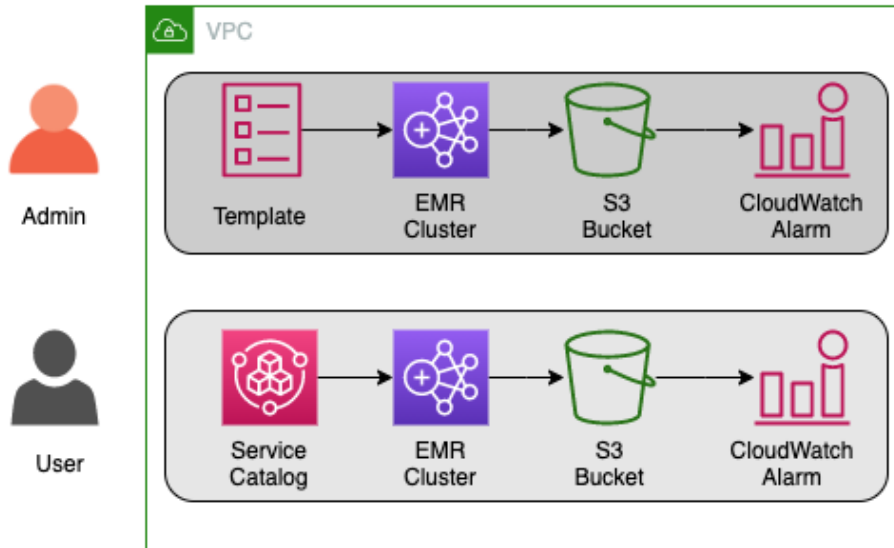 VPC
Admin
Template
EMR
Cluster
S3
Bucket
CloudWatch
Alarm
User
Service
Catalog
EMR
Cluster
S3
Bucket
CloudWatch
Alarm